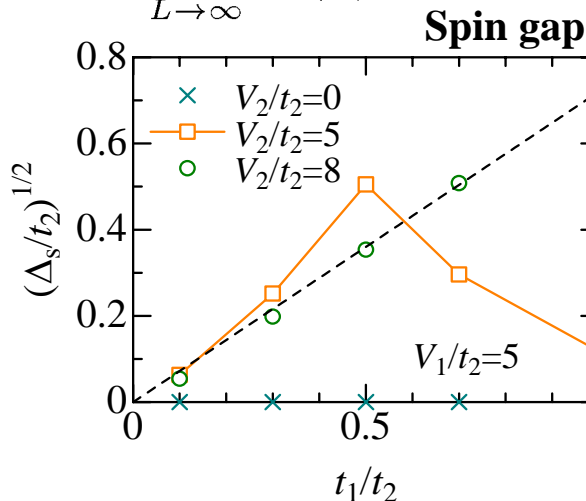 L→∞
Spin gap
0.8
V₂/t₂=0
V₂/t₂=5
V₂/t₂=8
0.6
0.4
0.2
0
(Δₛ/t₂)^{1/2}
V₁/t₂=5
0
0.5
t₁/t₂